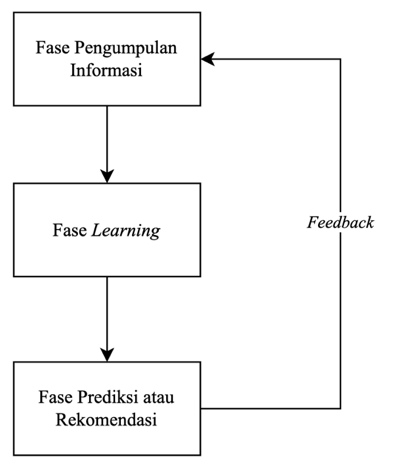 Fase Pengumpulan
Informasi
Fase Learning
Feedback
Fase Prediksi atau
Rekomendasi